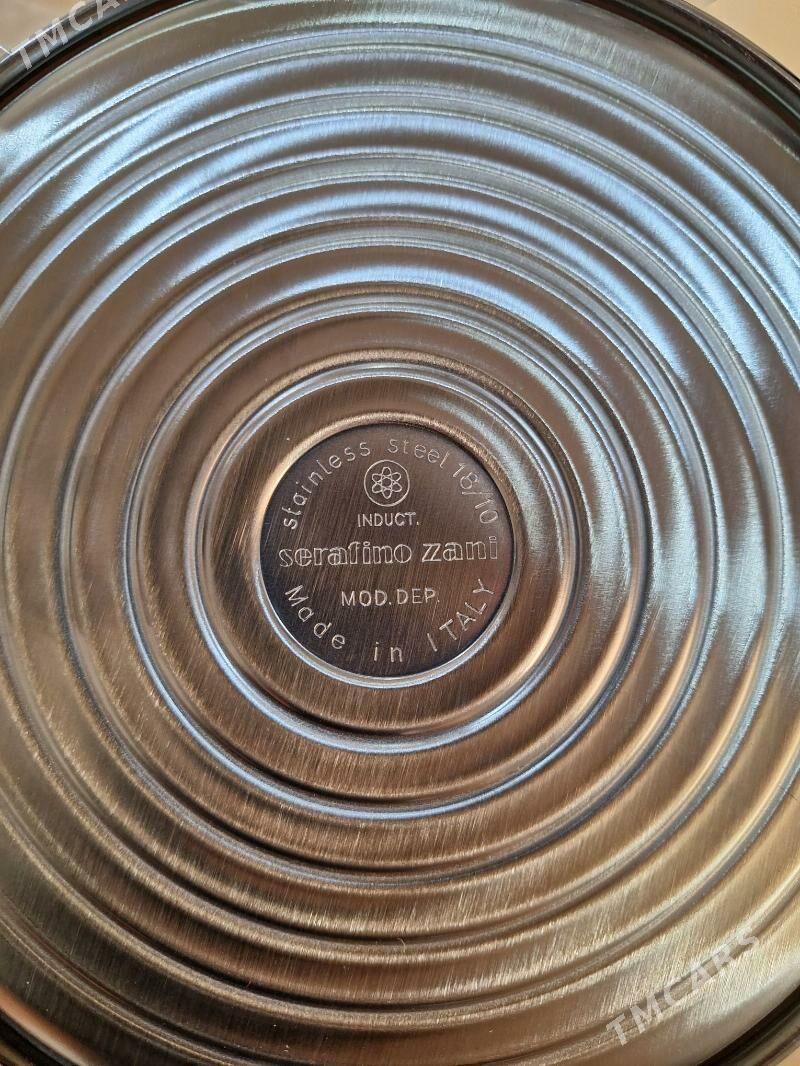 TMCARS
stainless steel 18/10
INDUCT.
serafino zani
MOD. DEP.
Made in ITALY
TMCARS